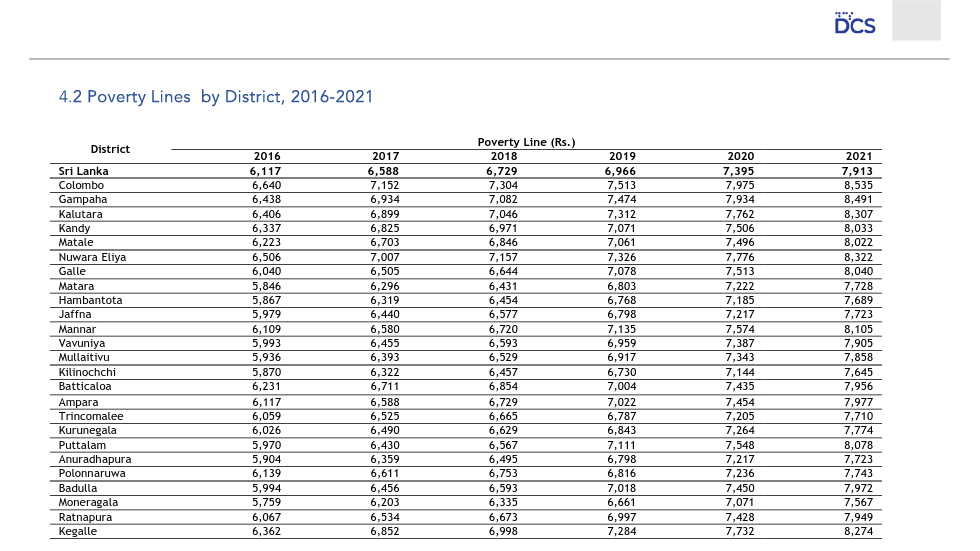 DCS
4.2 Poverty Lines by District, 2016-2021
District
Poverty Line (Rs.)
2016 2017 2018 2019 2020 2021
Sri Lanka 6,117 6,588 6,729 6,966 7,395 7,913
Colombo 6,640 7,152 7,304 7,513 7,975 8,535
Gampaha 6,438 6,934 7,082 7,474 7,934 8,491
Kalutara 6,406 6,899 7,046 7,312 7,762 8,307
Kandy 6,337 6,825 6,971 7,071 7,506 8,033
Matale 6,223 6,703 6,846 7,061 7,496 8,022
Nuwara Eliya 6,506 7,007 7,157 7,326 7,776 8,322
Galle 6,040 6,505 6,644 7,078 7,513 8,040
Matara 5,846 6,296 6,431 6,803 7,222 7,728
Hambantota 5,867 6,319 6,454 6,768 7,185 7,689
Jaffna 5,979 6,440 6,577 6,798 7,217 7,723
Mannar 6,109 6,580 6,720 7,135 7,574 8,105
Vavuniya 5,993 6,455 6,593 6,959 7,387 7,905
Mullaitivu 5,936 6,393 6,529 6,917 7,343 7,858
Kilinochchi 5,870 6,322 6,457 6,730 7,144 7,645
Batticaloa 6,231 6,711 6,854 7,004 7,435 7,956
Ampara 6,117 6,588 6,729 7,022 7,454 7,977
Trincomalee 6,059 6,525 6,665 6,787 7,205 7,710
Kurunegala 6,026 6,490 6,629 6,843 7,264 7,774
Puttalam 5,970 6,430 6,567 7,111 7,548 8,078
Anuradhapura 5,904 6,359 6,495 6,798 7,217 7,723
Polonnaruwa 6,139 6,611 6,753 6,816 7,236 7,743
Badulla 5,994 6,456 6,593 7,018 7,450 7,972
Moneragala 5,759 6,203 6,335 6,661 7,071 7,567
Ratnapura 6,067 6,534 6,673 6,997 7,428 7,949
Kegalle 6,362 6,852 6,998 7,284 7,732 8,274